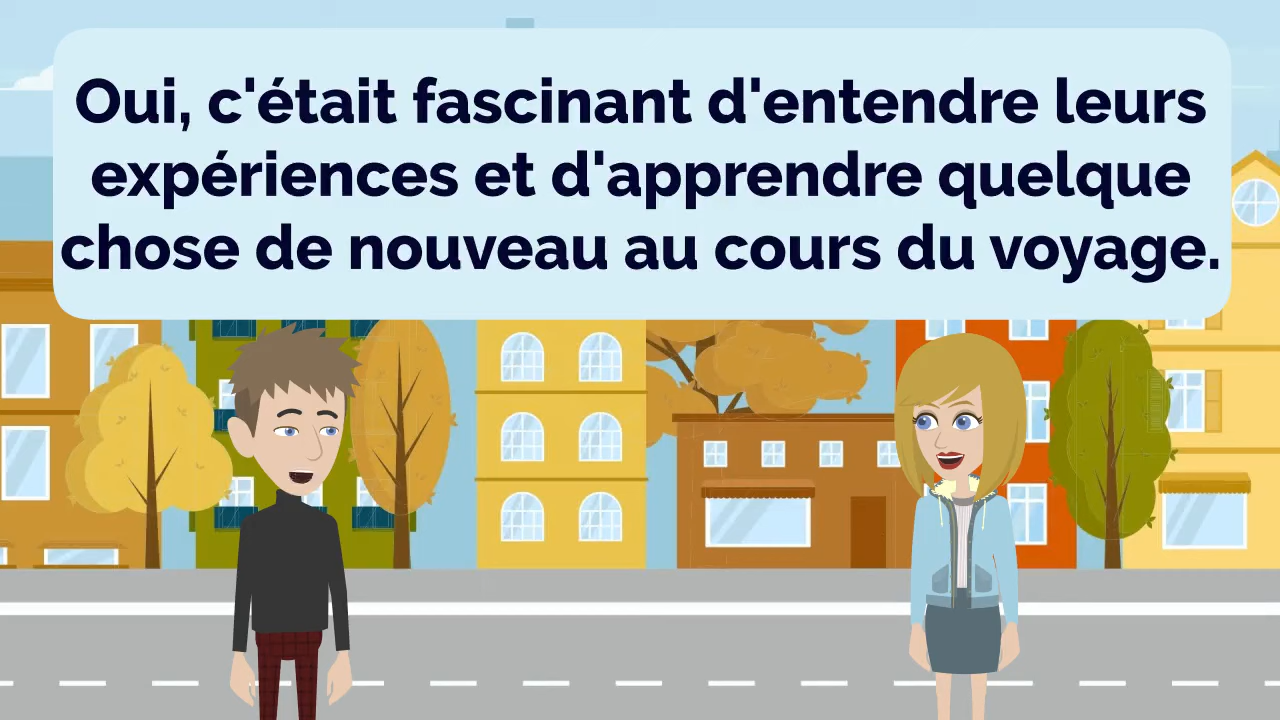 Oui, c'était fascinant d'entendre leurs
expériences et d'apprendre quelque
chose de nouveau au cours du voyage.